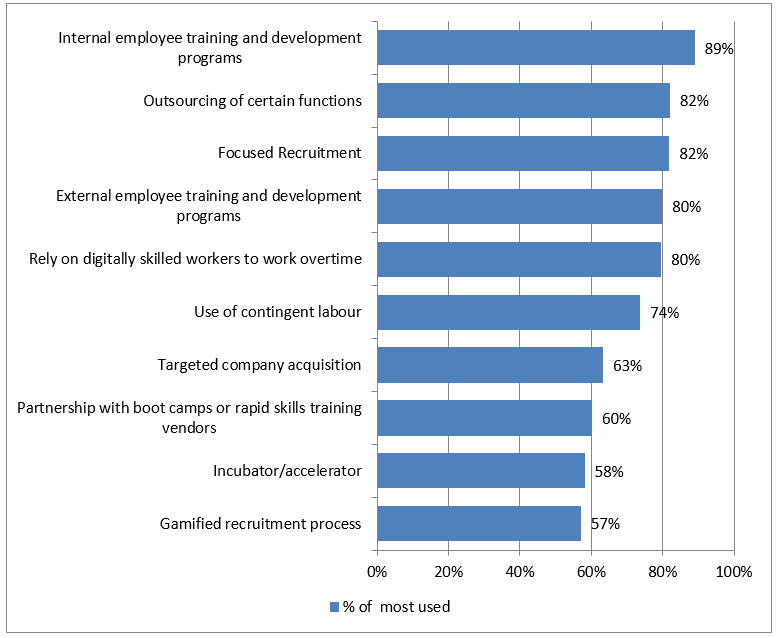 Internal employee training and development
programs
89%
Outsourcing of certain functions
82%
Focused Recruitment
82%
External employee training and development
programs
80%
Rely on digitally skilled workers to work overtime
80%
Use of contingent labour
74%
Targeted company acquisition
63%
Partnership with boot camps or rapid skills training
vendors
60%
Incubator/accelerator
58%
Gamified recruitment process
57%
0% 20% 40% 60% 80% 100%
% of  most used